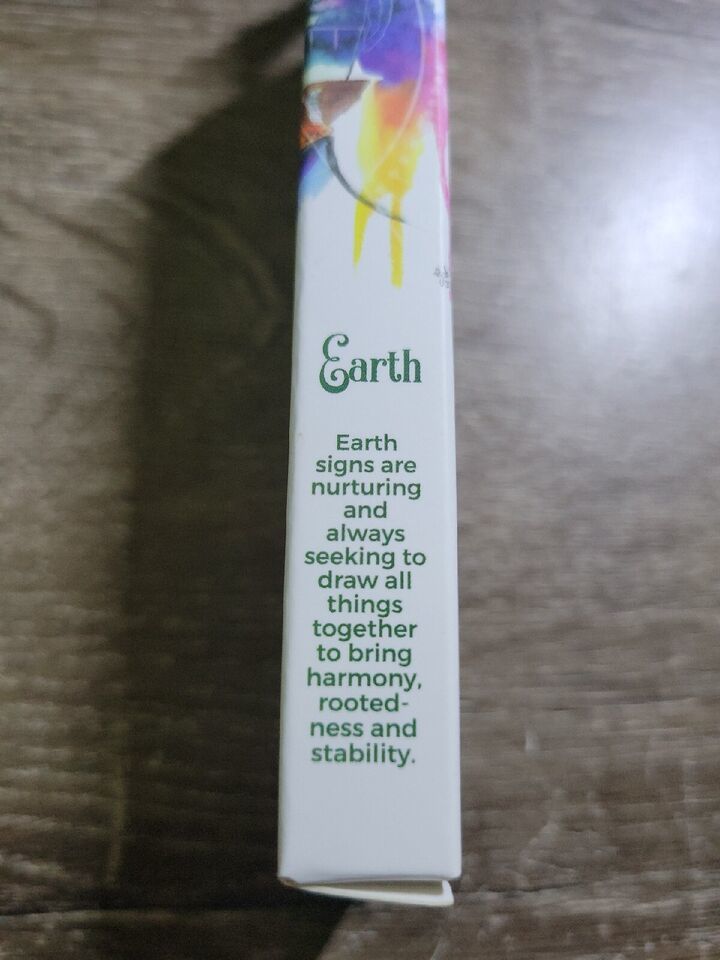 Earth
Earth
signs are
nurturing
and
always
seeking to
draw all
things
together
to bring
harmony,
rooted-
ness and
stability.